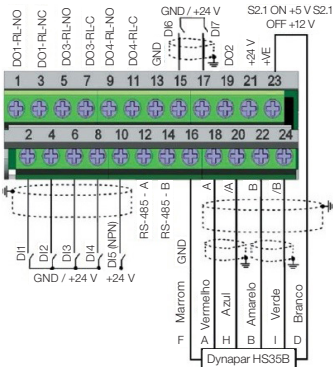 GND / +24 V
S2.1 ON +5 V S2.1
OFF +12 V
DO1-RL-NO
DO1-RL-NC
DO3-RL-NO
DO3-RL-C
DO4-RL-NO
DO4-RL-C
GND
DI6
DI7
DO2
+24 V
+VE
1 3 5 7 9 11 13 15 17 19 21 23
2 4 6 8 10 12 14 16 18 20 22 24
DI1
DI2
DI3
DI4
DI5 (NPN)
RS-485 - A
RS-485 - B
GND
A
/A
B
/B
GND / +24 V
+24 V
Marrom
Vermelho
Azul
Amarelo
Verde
Branco
F A H B I D
Dynapar HS35B